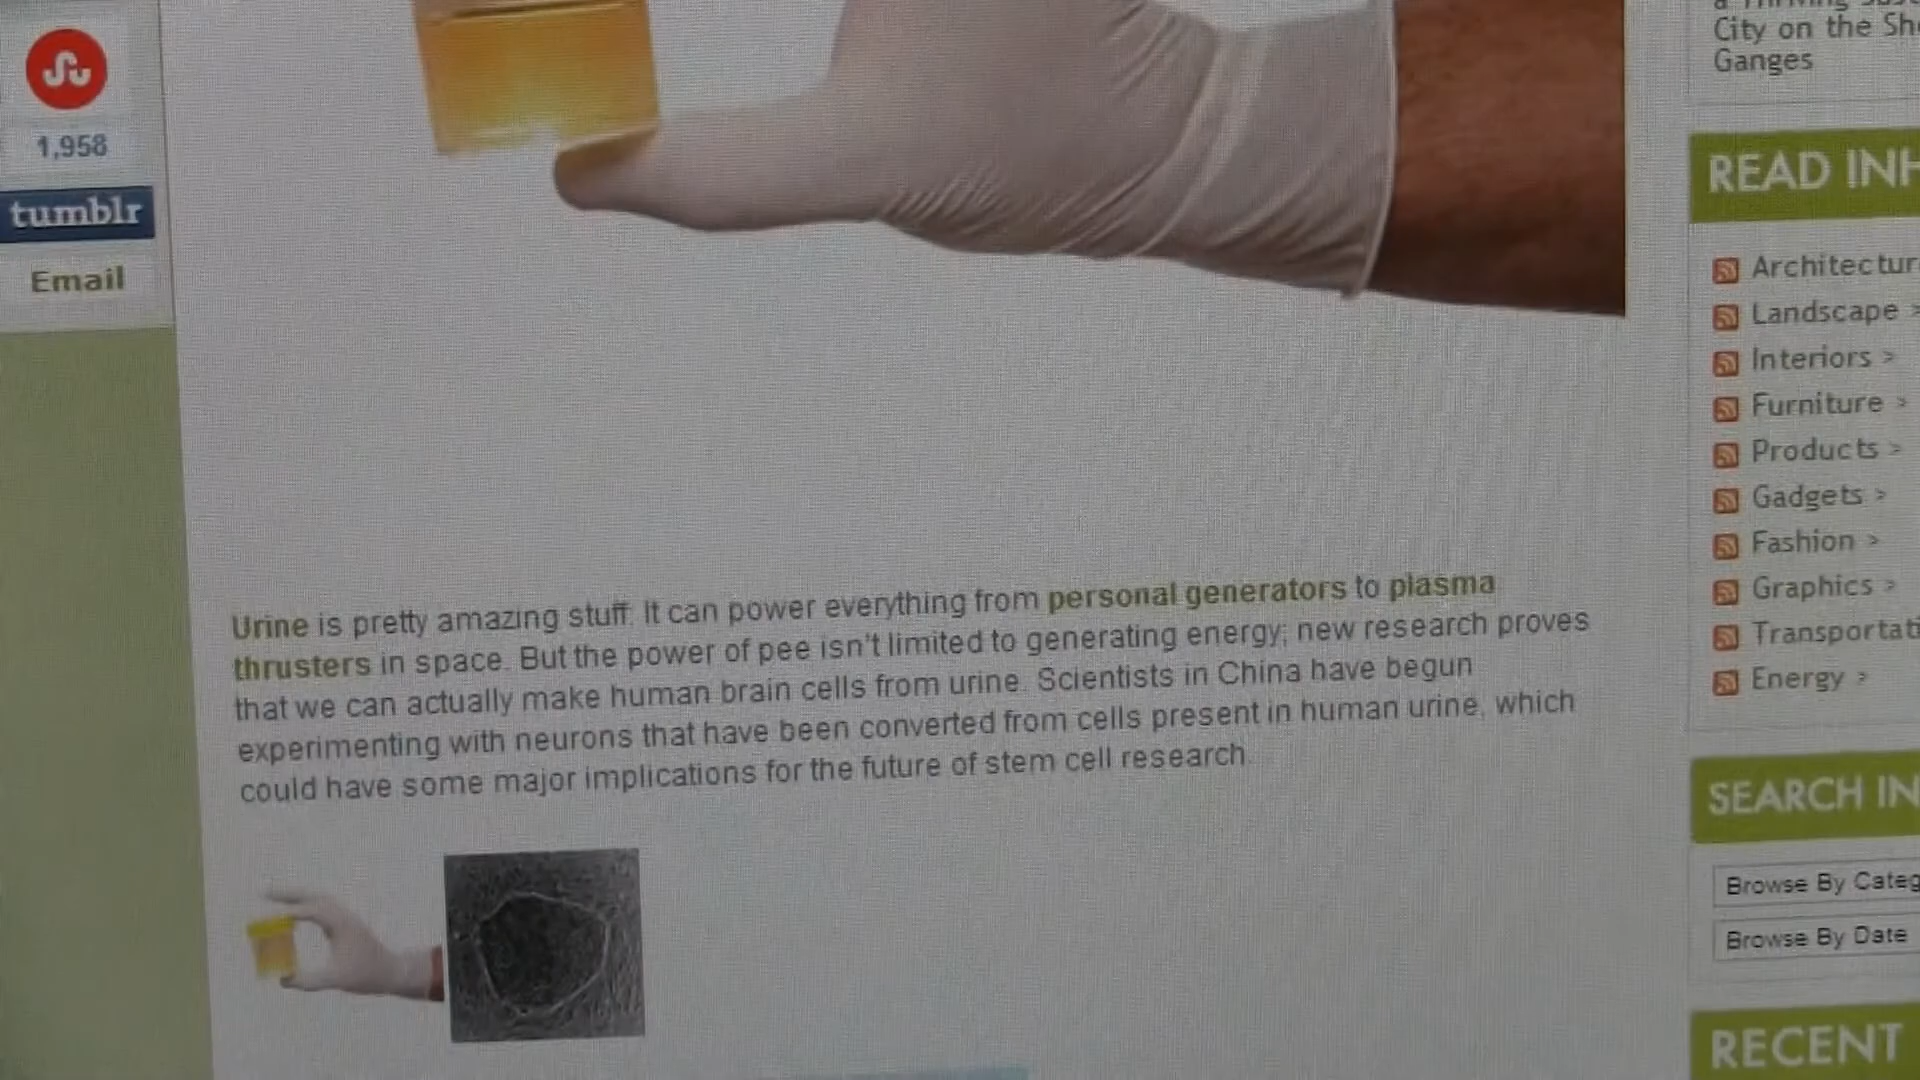 1,958
tumblr
Email
City on the
Ganges
READ
Landscape >
Interiors >
Furniture >
Products >
Gadgets >
Fashion >
Graphics >
Energy >
Urine is pretty amazing stuff: it can power everything from personal generators to plasma
thrusters in space. But the power of pee isn't limited to generating energy; new research proves
that we can actually make human brain cells from urine. Scientists in China have begun
experimenting with neurons that have been converted from cells present in human urine, which
could have some major implications for the future of stem cell research.
SEARCH
Browse By
Browse By Date
RECENT